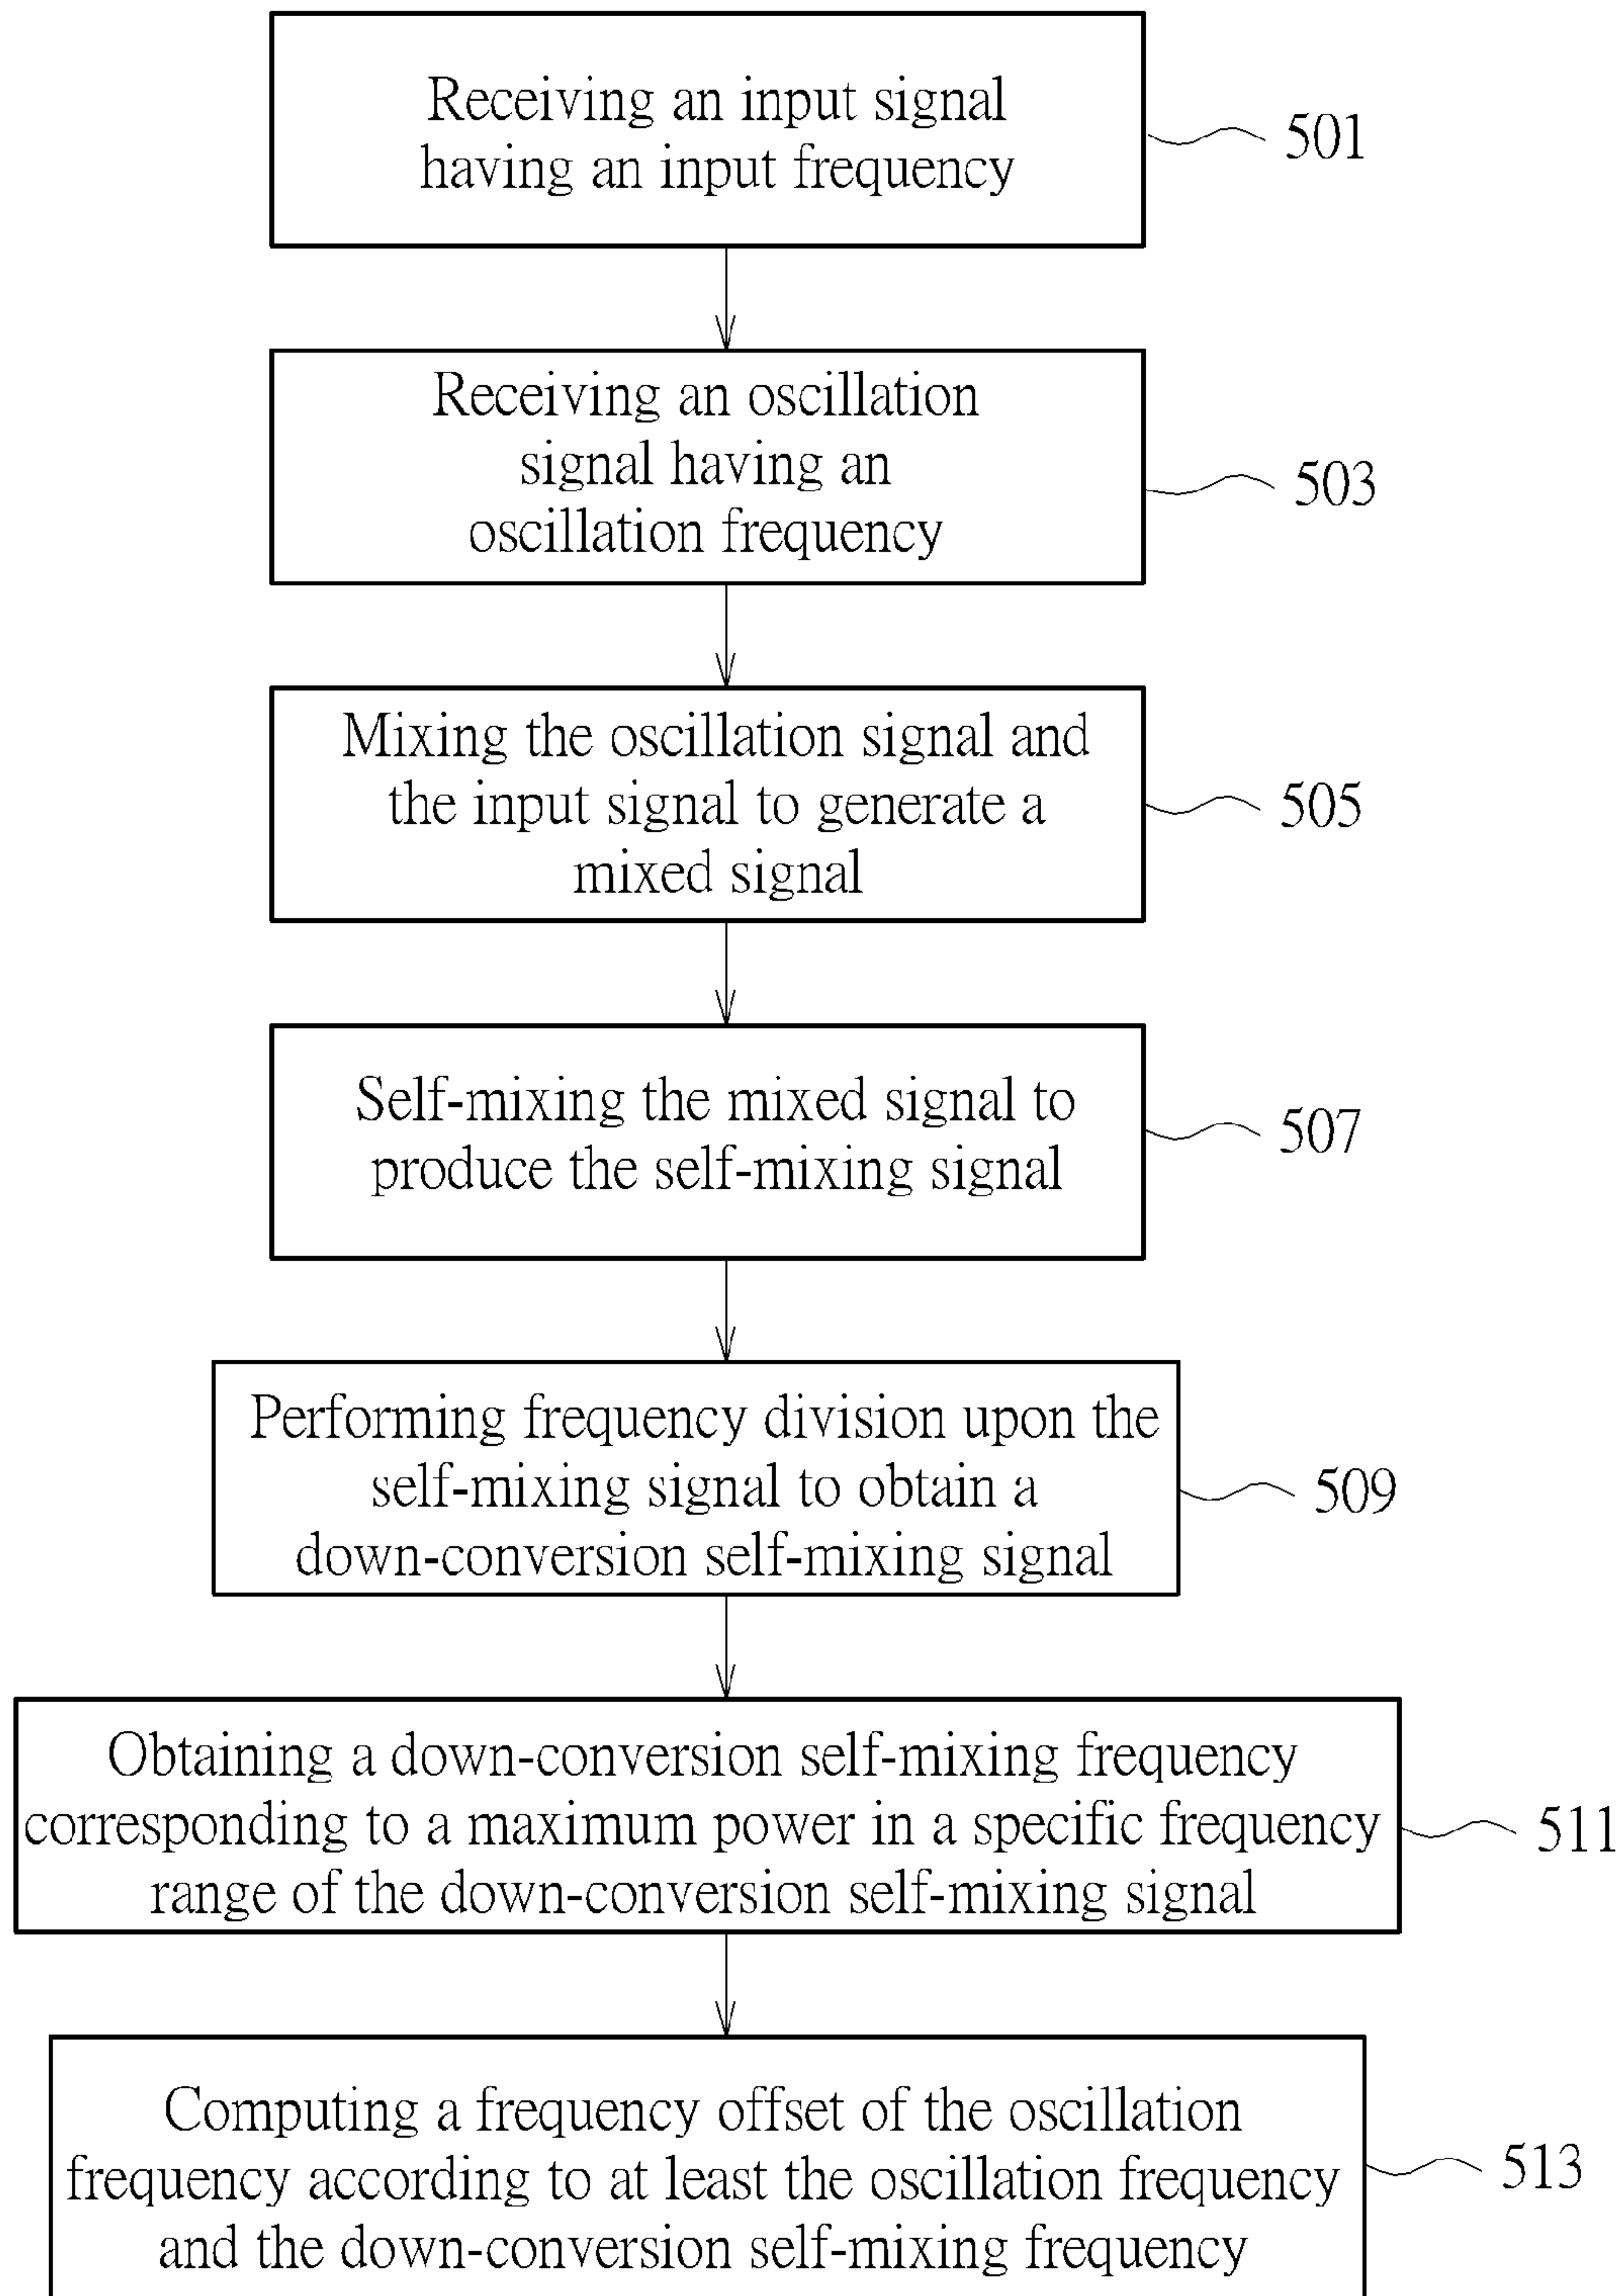 Receiving an input signal
having an input frequency
501
Receiving an oscillation
signal having an
oscillation frequency
503
Mixing the oscillation signal and
the input signal to generate a
mixed signal
505
Self-mixing the mixed signal to
produce the self-mixing signal
507
Performing frequency division upon the
self-mixing signal to obtain a
down-conversion self-mixing signal
509
Obtaining a down-conversion self-mixing frequency
corresponding to a maximum power in a specific frequency
range of the down-conversion self-mixing signal
511
Computing a frequency offset of the oscillation
frequency according to at least the oscillation frequency
and the down-conversion self-mixing frequency
513